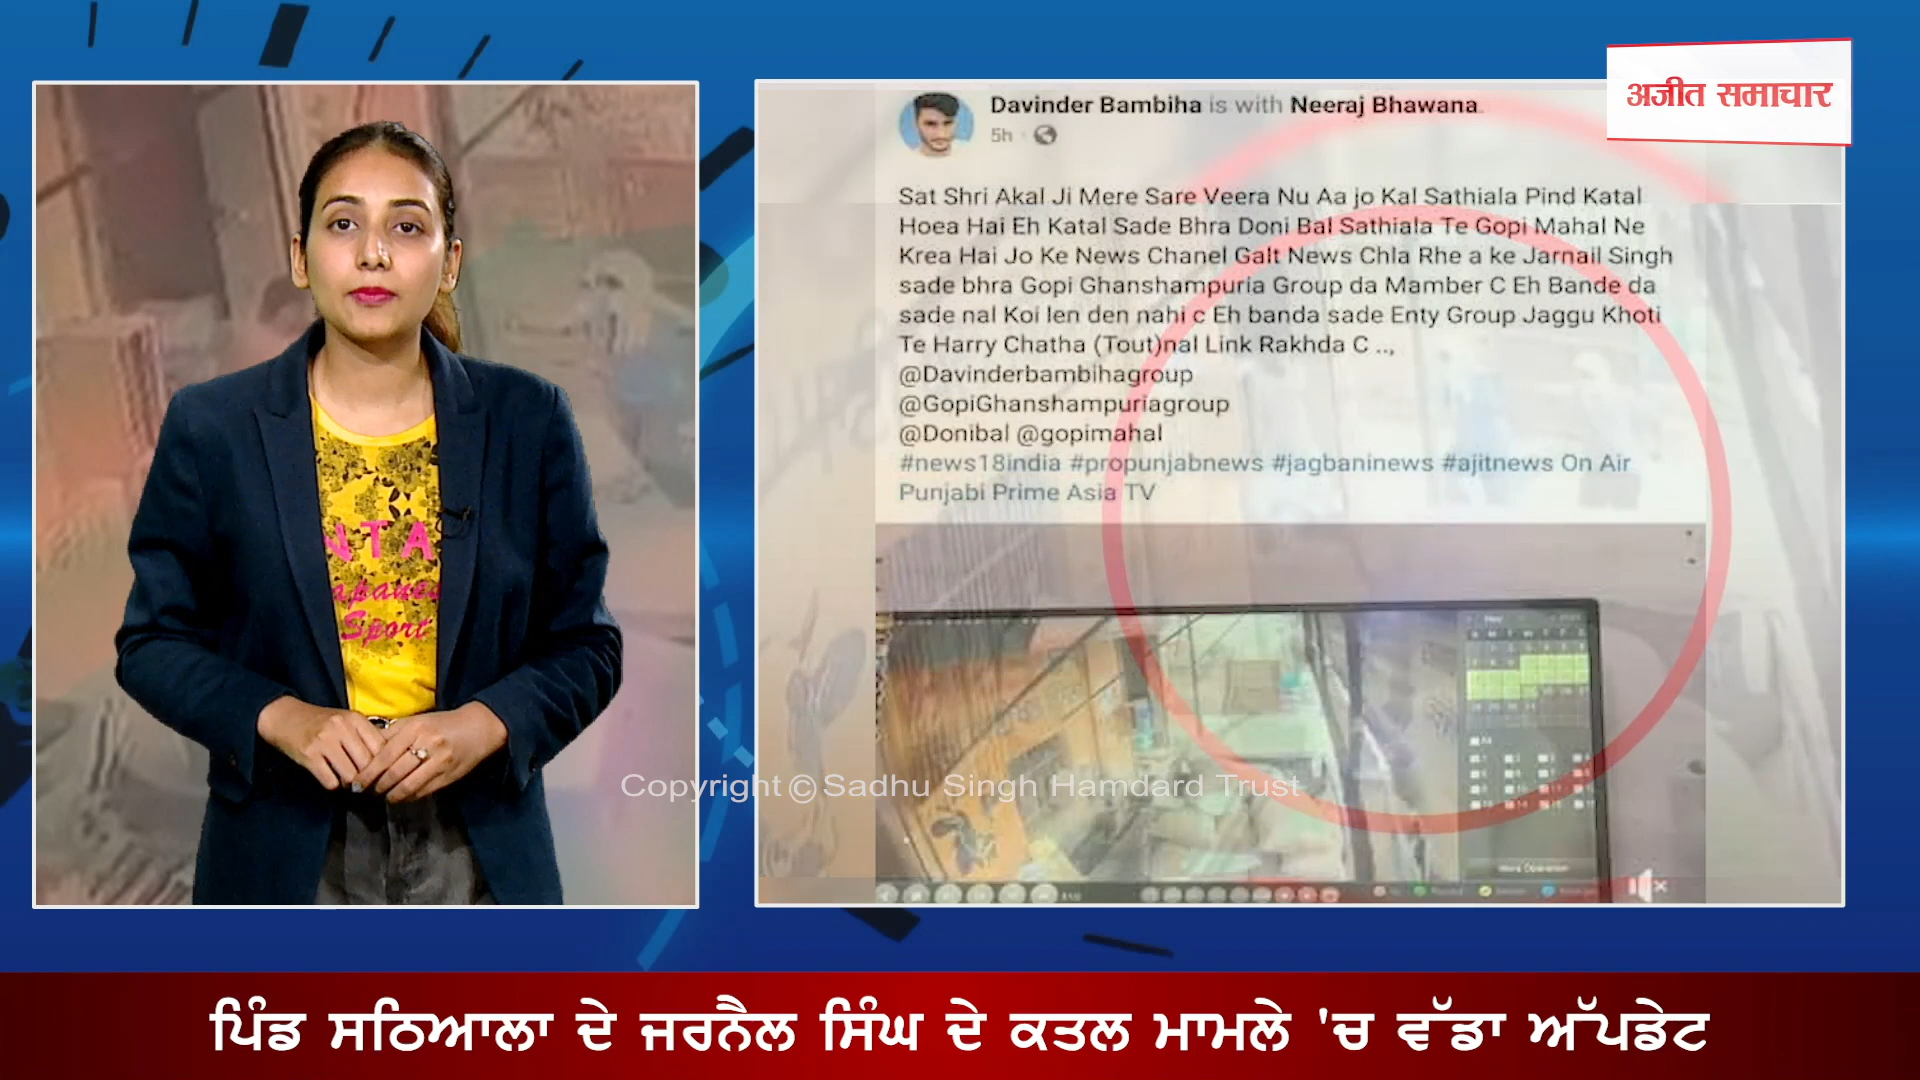 अजीत समाचार
Davinder Bambiha is with Neeraj Bhawana.
5h
Sat Shri Akal Ji Mere Sare Veera Nu Aa jo Kal Sathiala Pind Katal
Hoea Hai Eh Katal Sade Bhra Doni Bal Sathiala Te Gopi Mahal Ne
Krea Hai Jo Ke News Chanel Galt News Chla Rhe a ke Jarnail Singh
sade bhra Gopi Ghanshampuria Group da Mamber C Eh Bande da
sade nal Koi len den nahi c Eh banda sade Enty Group Jaggu Khoti
Te Harry Chatha (Tout)nal Link Rakhda C ..,
@Davinderbambihagroup
@GopiGhanshampuriagroup
@Donibal @gopimahal
#news18india #propunjabnews #jagbaninews #ajitnews On Air
Punjabi Prime Asia TV
NTA
Sport
Copyright © Sadhu Singh Hamdard Trust
ਪਿੰਡ ਸਠਿਆਲਾ ਦੇ ਜਰਨੈਲ ਸਿੰਘ ਦੇ ਕਤਲ ਮਾਮਲੇ 'ਚ ਵੱਡਾ ਅੱਪਡੇਟ